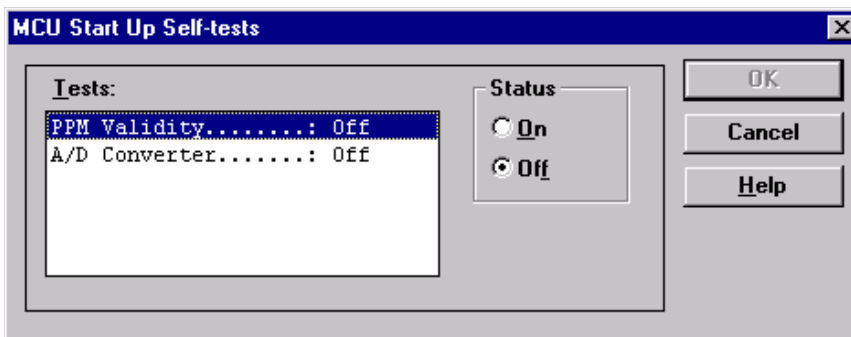 MCU Start Up Self-tests
Tests:
PPM Validity........: Off
A/D Converter.......: Off
Status
On
Off
OK
Cancel
Help